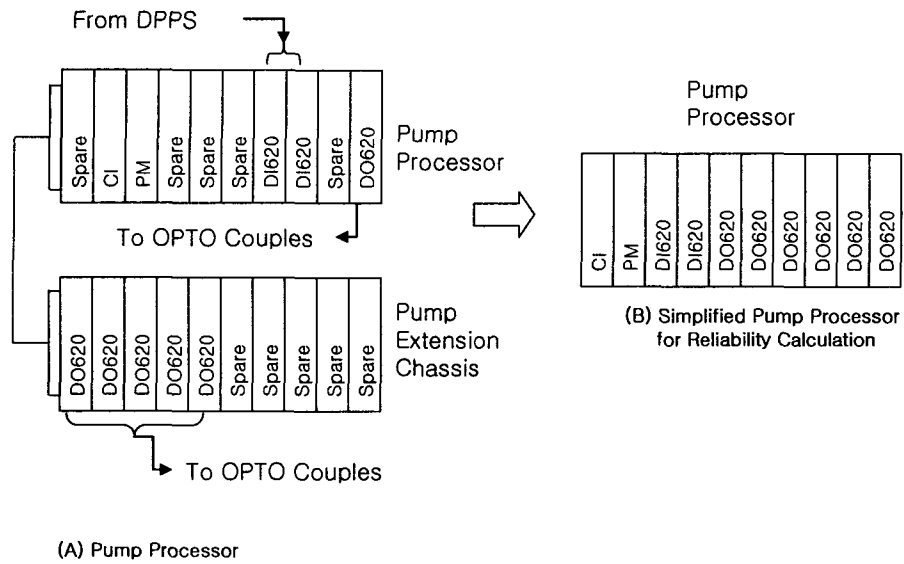 From DPPS
Spare
CI
PM
Spare
Spare
Spare
DI620
DI620
Spare
DO620
Pump
Processor
To OPTO Couples
DO620
DO620
DO620
DO620
DO620
Spare
Spare
Spare
Spare
Spare
Pump
Extension
Chassis
To OPTO Couples
(A) Pump Processor
Pump
Processor
CI
PM
DI620
DI620
DO620
DO620
DO620
DO620
DO620
DO620
(B) Simplified Pump Processor
for Reliability Calculation